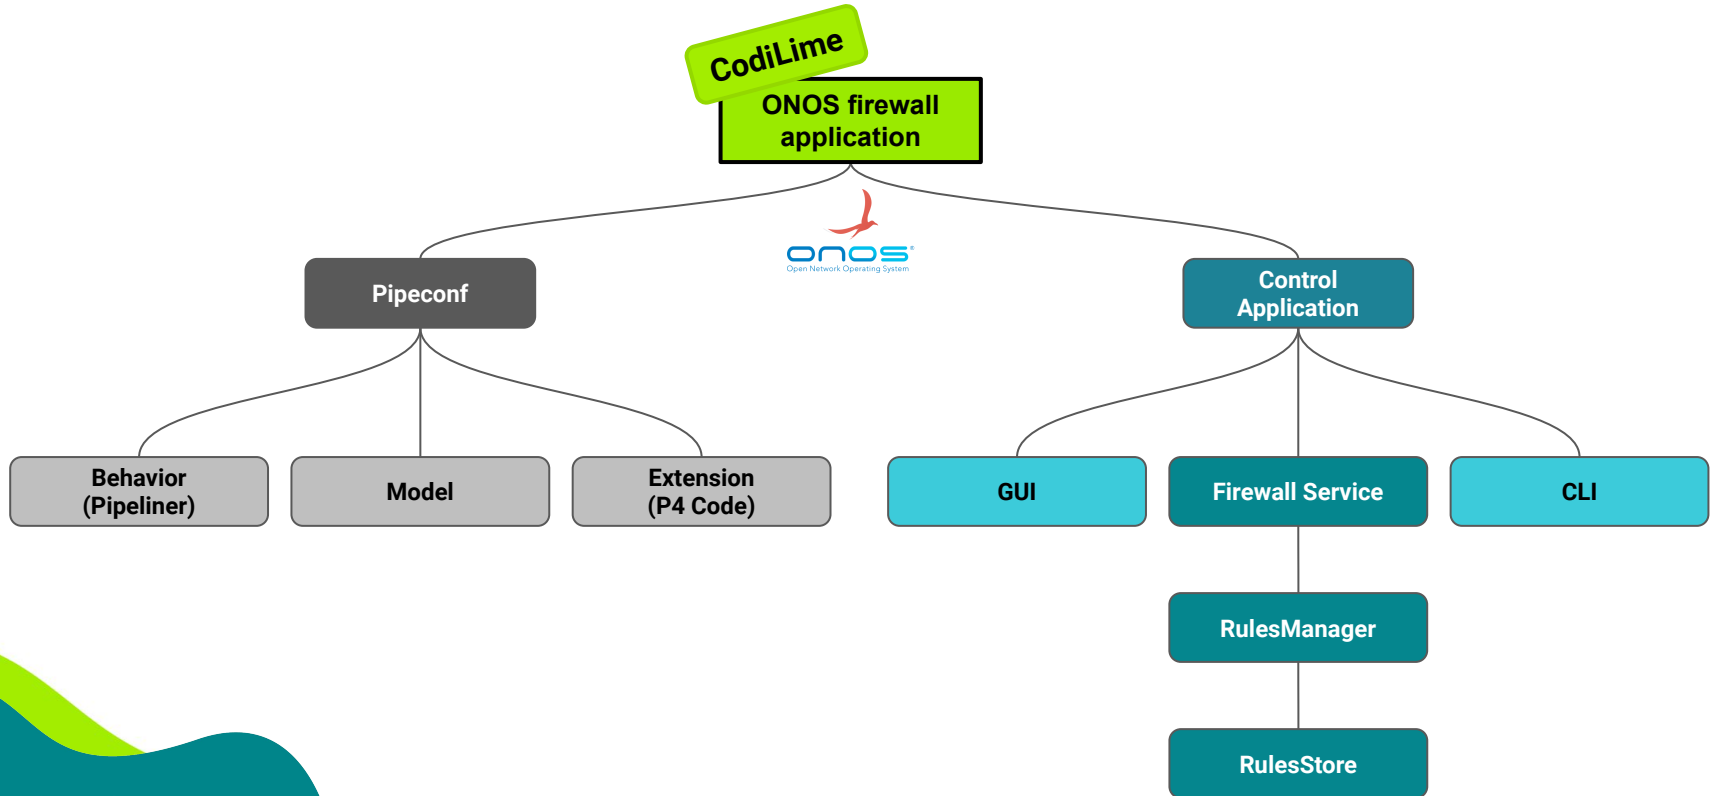 CodiLime
ONOS firewall
application
onos®
Open Network Operating System
Pipeconf
Control
Application
Behavior
(Pipeliner)
Model
Extension
(P4 Code)
GUI
Firewall Service
CLI
RulesManager
RulesStore